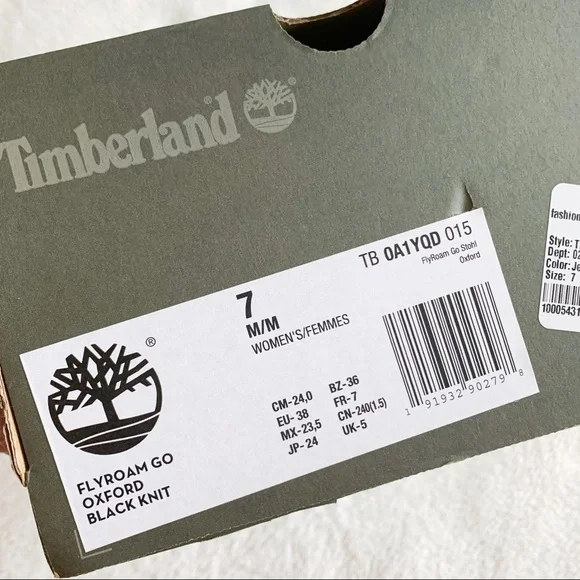 Timberland®
TB 0A1YQD 015
FlyRoam Go Stohl
Oxford
7
M/M
WOMEN'S/FEMMES
CM-24,0 BZ-36
EU-38 FR-7
MX-23,5 CN-240(1.5)
JP-24 UK-5
1 91932 90279 8
®
FLYROAM GO
OXFORD
BLACK KNIT
fashion
Style: T
Dept: 02
Color: Je
Size: 7
10005431